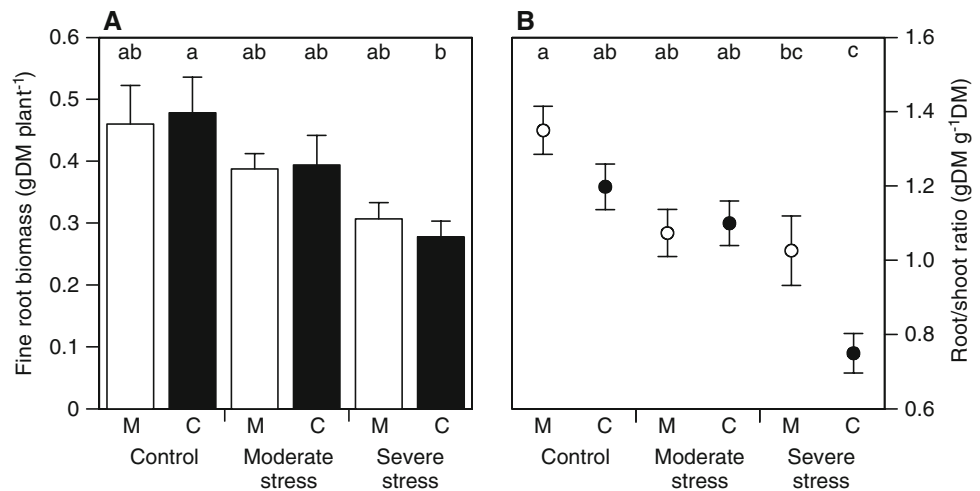 A
Fine root biomass (gDM plant⁻¹)
0.6
0.5
0.4
0.3
0.2
0.1
0
ab a ab ab ab b
M C M C M C
Control Moderate stress Severe stress
B
a ab ab ab bc c
1.6
1.4
1.2
1.0
0.8
0.6
Root/shoot ratio (gDM g⁻¹DM)
M C M C M C
Control Moderate stress Severe stress